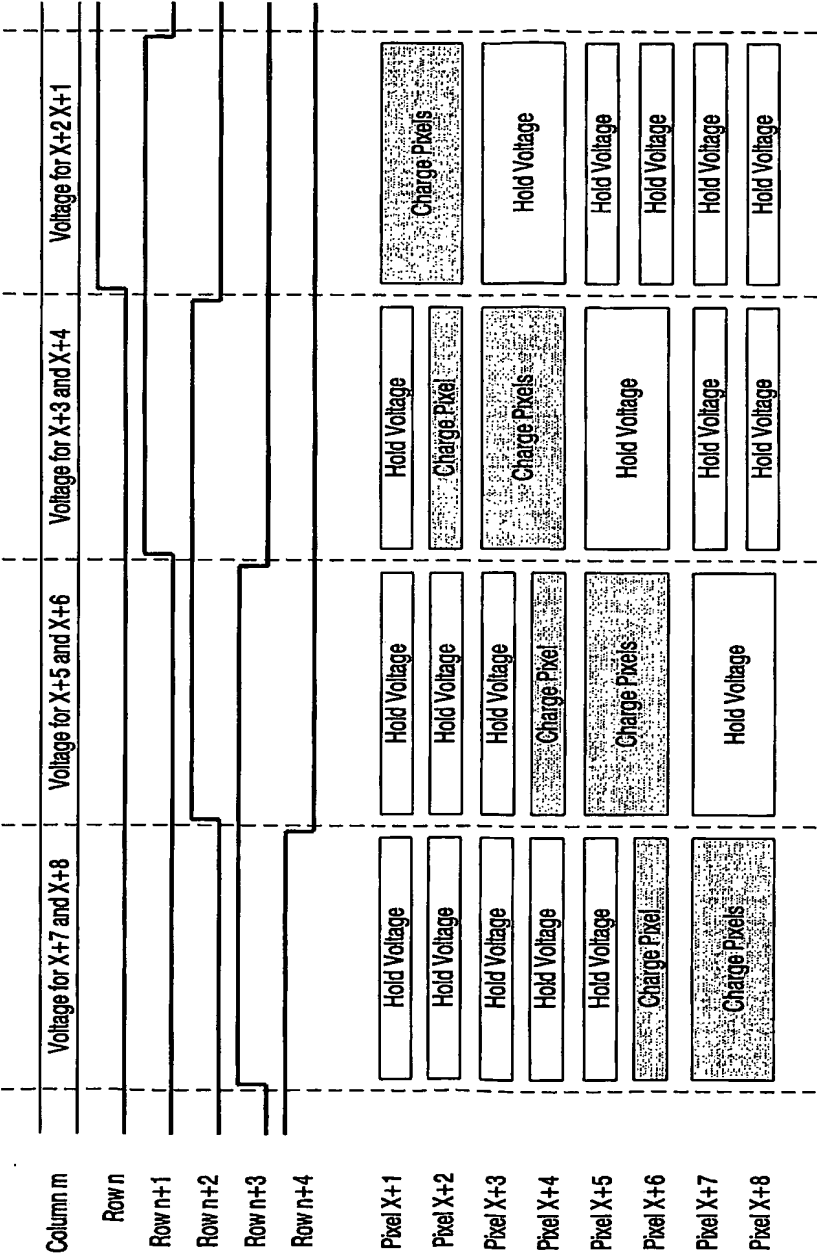 Column m
Voltage for X+7 and X+8
Voltage for X+5 and X+6
Voltage for X+3 and X+4
Voltage for X+2 X+1
Row n
Row n+1
Row n+2
Row n+3
Row n+4
Pixel X+1
Hold Voltage
Hold Voltage
Hold Voltage
Charge Pixels
Pixel X+2
Hold Voltage
Hold Voltage
Charge Pixel
Pixel X+3
Hold Voltage
Hold Voltage
Charge Pixels
Hold Voltage
Pixel X+4
Hold Voltage
Charge Pixel
Pixel X+5
Hold Voltage
Charge Pixels
Hold Voltage
Hold Voltage
Pixel X+6
Charge Pixel
Hold Voltage
Pixel X+7
Charge Pixels
Hold Voltage
Hold Voltage
Hold Voltage
Pixel X+8
Hold Voltage
Hold Voltage